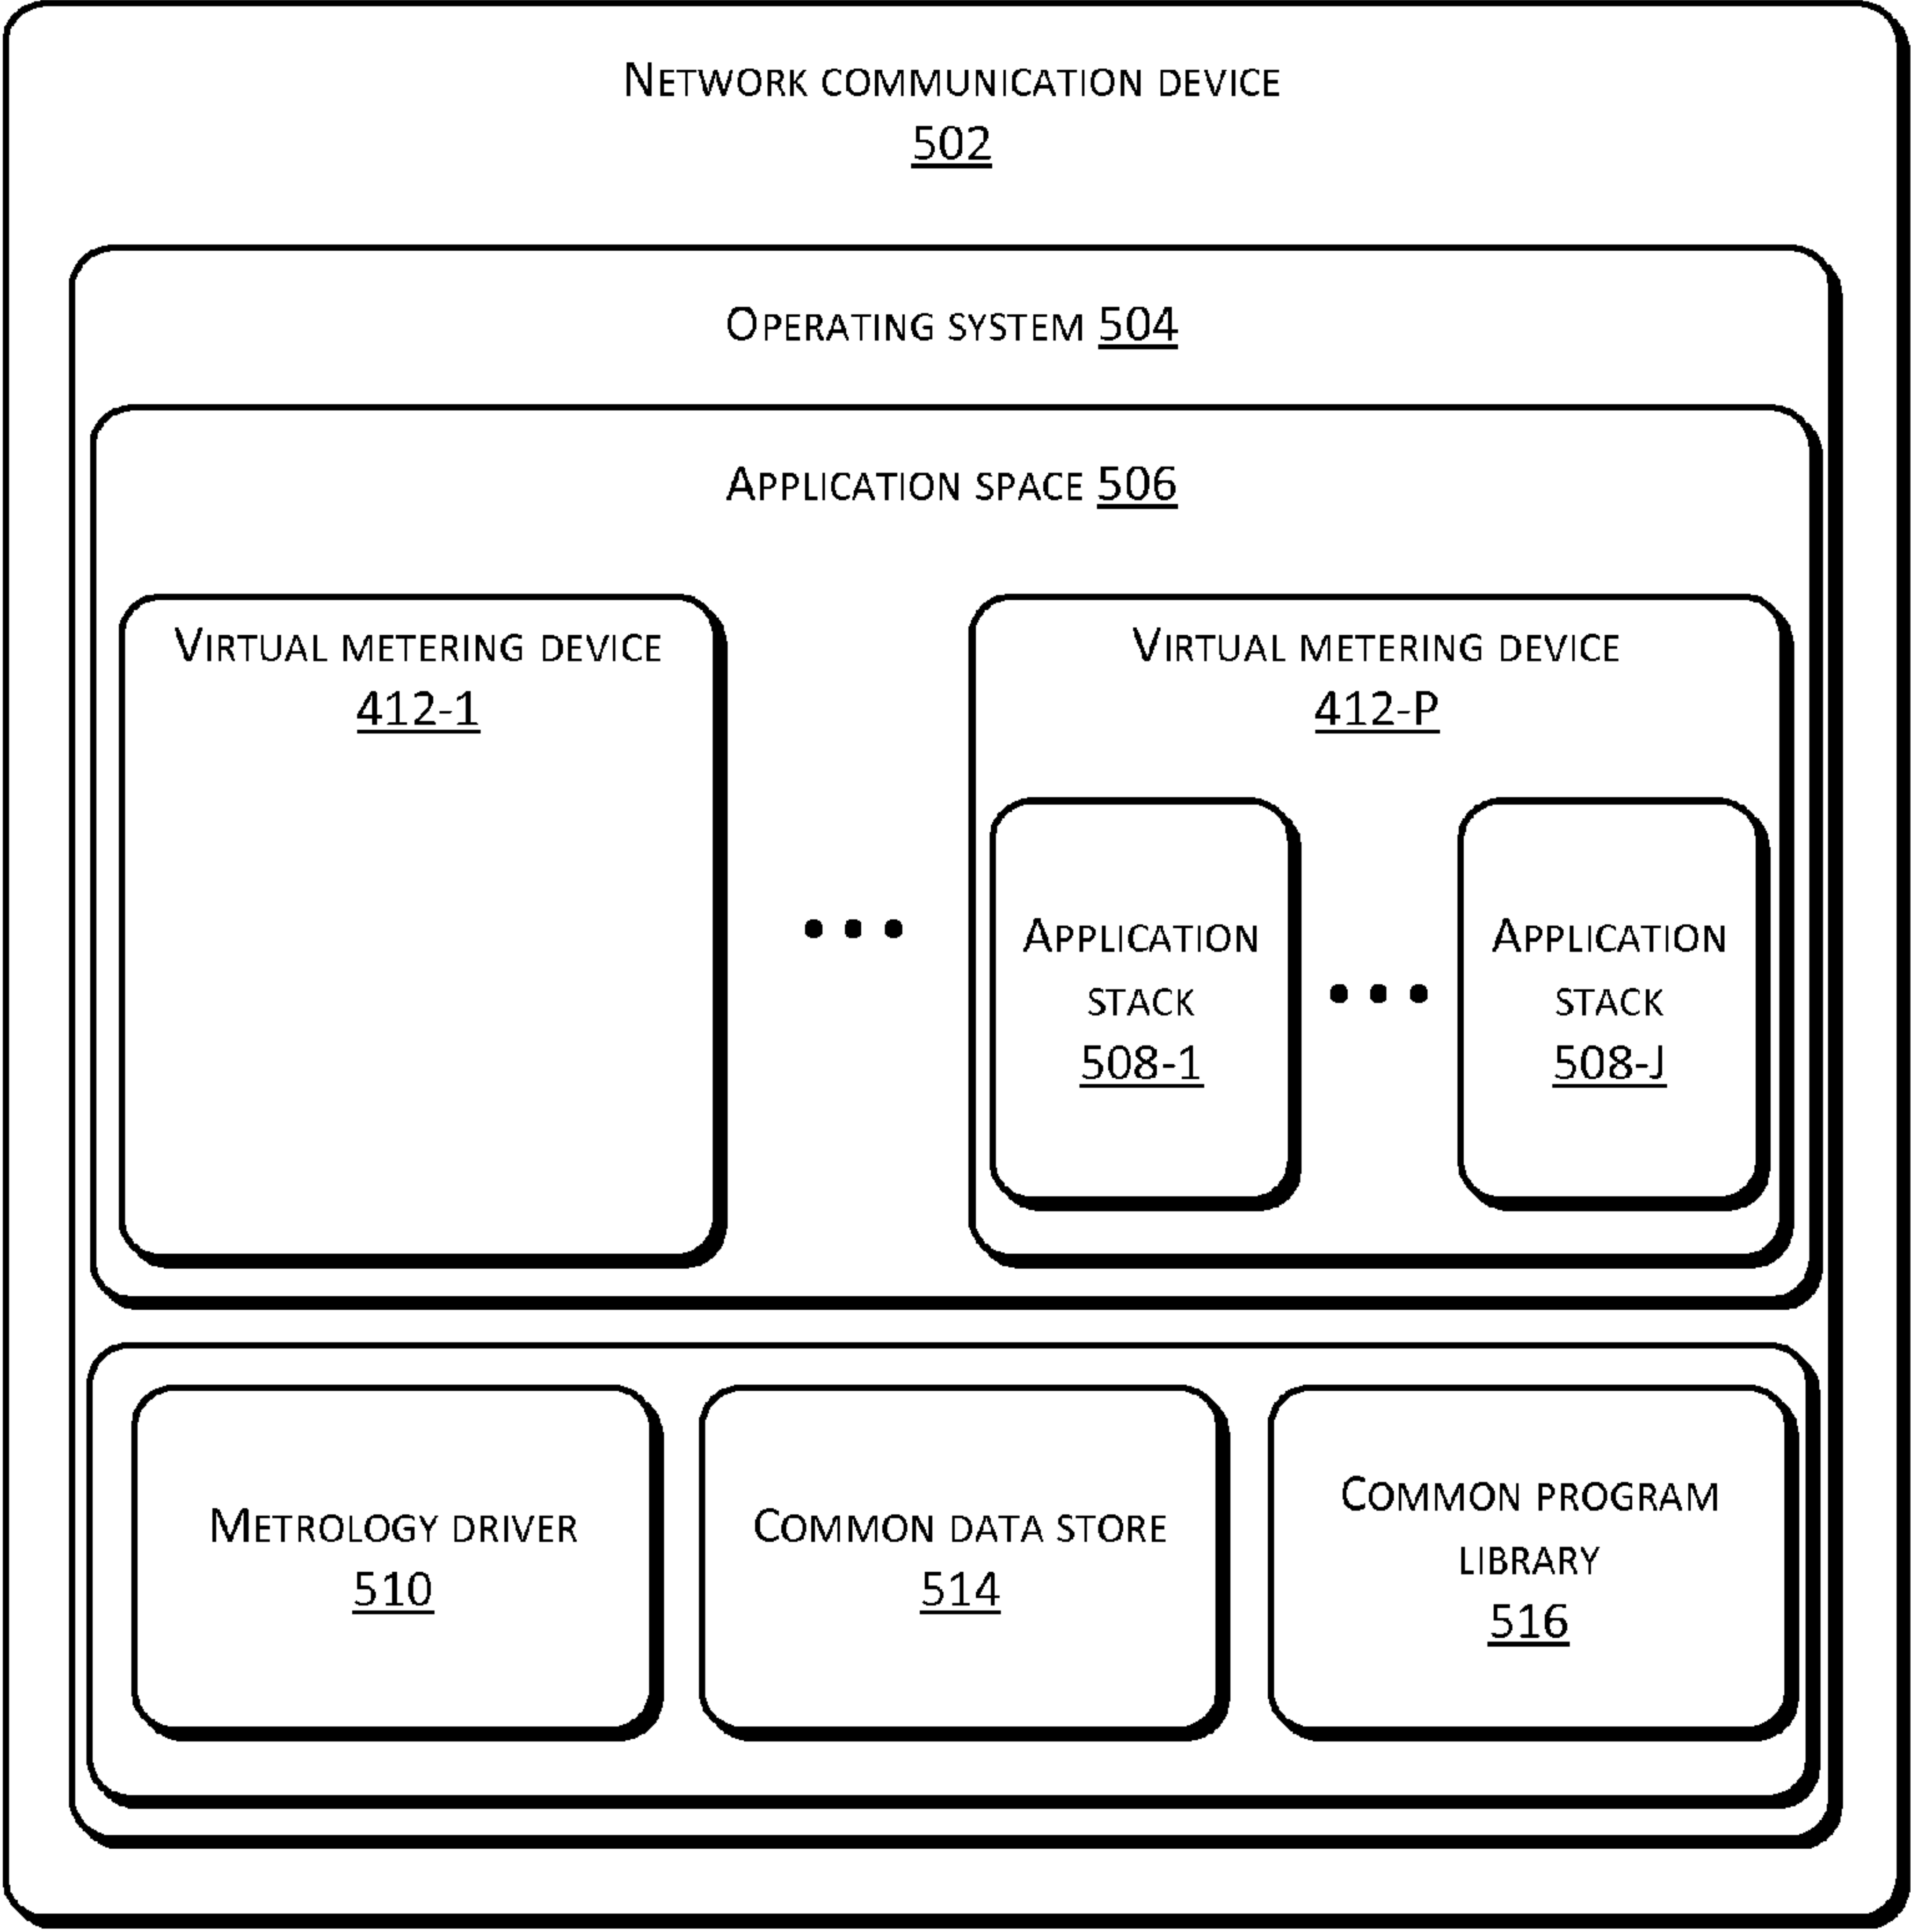 NETWORK COMMUNICATION DEVICE
502
OPERATING SYSTEM 504
APPLICATION SPACE 506
VIRTUAL METERING DEVICE
412-1
VIRTUAL METERING DEVICE
412-P
APPLICATION
STACK
508-1
APPLICATION
STACK
508-J
METROLOGY DRIVER
510
COMMON DATA STORE
514
COMMON PROGRAM
LIBRARY
516